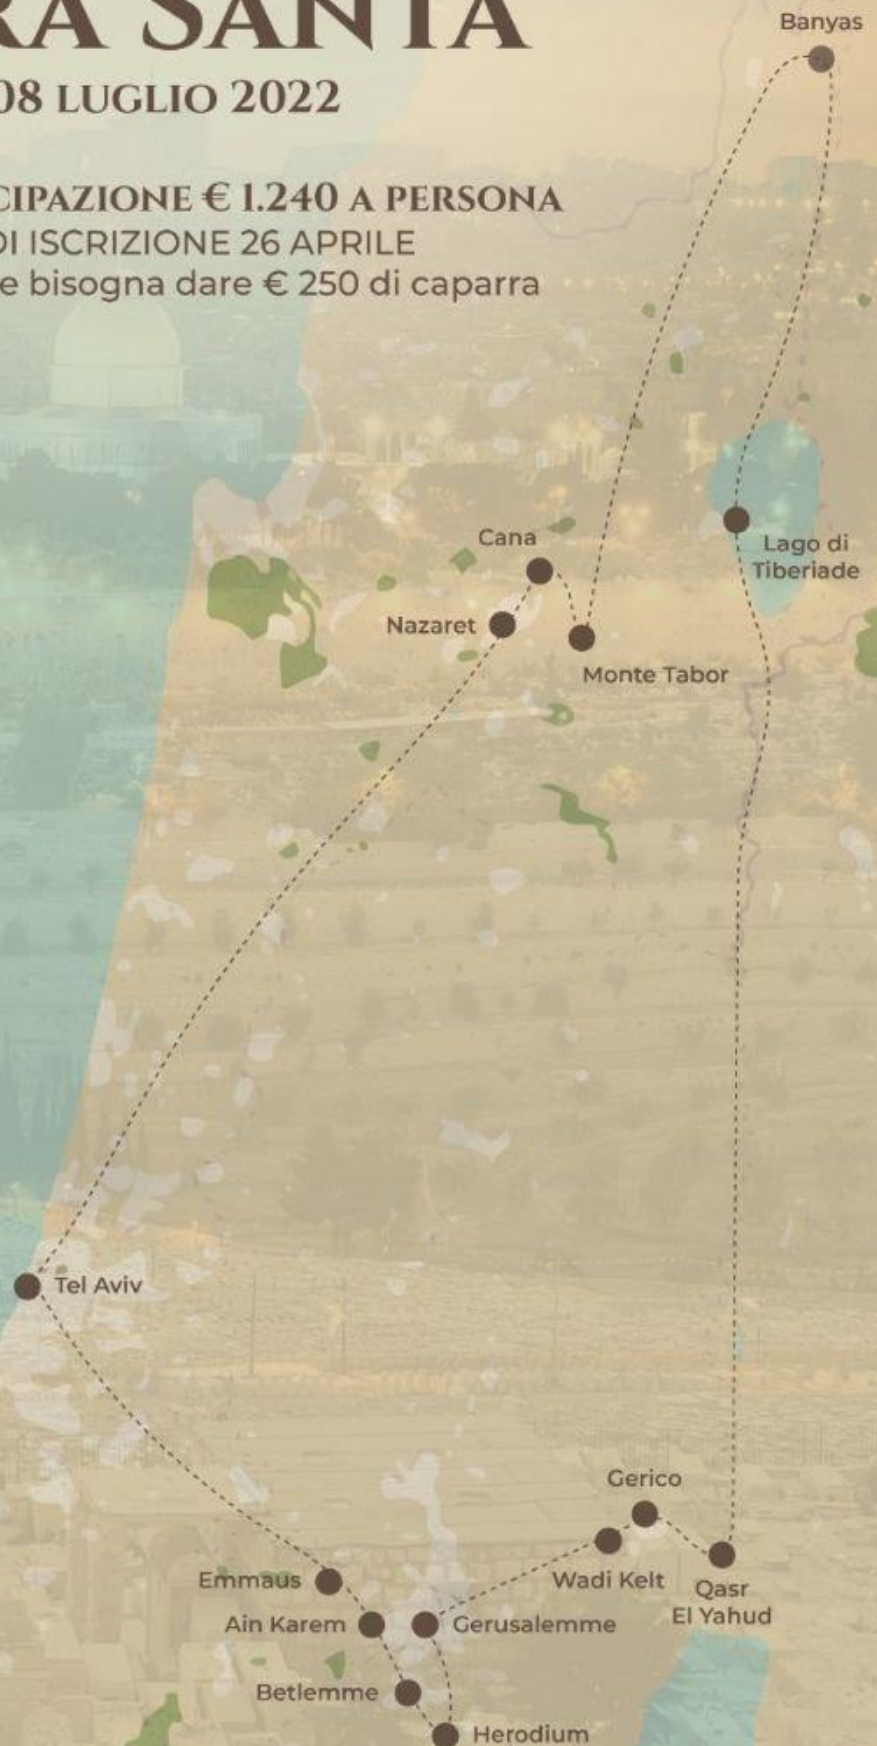 RA SANTA
08 LUGLIO 2022
CIPAZIONE € 1.240 A PERSONA
DI ISCRIZIONE 26 APRILE
e bisogna dare € 250 di caparra
Banyas
Cana
Lago di
Tiberiade
Nazaret
Monte Tabor
Tel Aviv
Gerico
Emmaus
Wadi Kelt
Qasr
El Yahud
Ain Karem
Gerusalemme
Betlemme
Herodium